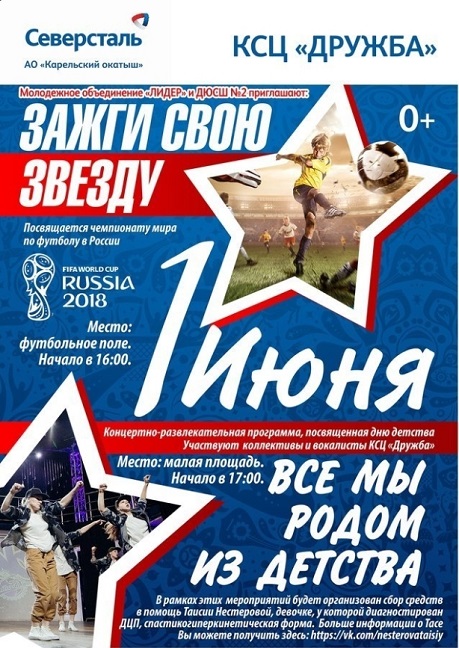 Северсталь
АО «Карельский окатыш»
КСЦ «ДРУЖБА»
Молодежное объединение «ЛИДЕР» и ДЮСШ №2 приглашают:
ЗАЖГИ СВОЮ
ЗВЕЗДУ
0+
Посвящается чемпионату мира
по футболу в России
FIFA WORLD CUP
RUSSIA
2018
Место:
футбольное поле.
Начало в 16:00.
1 Июня
Концертно-развлекательная программа, посвященная дню детства
Участвуют коллективы и вокалисты КСЦ «Дружба»
Место: малая площадь.
Начало в 17:00.
ВСЕ МЫ
РОДОМ
ИЗ ДЕТСТВА
В рамках этих мероприятий будет организован сбор средств
в помощь Таисии Нестеровой, девочке, у которой диагностирован
ДЦП, спастикогиперкинетическая форма. Больше информации о Тасе
Вы можете получить здесь: https://vk.com/nesterovataisiy